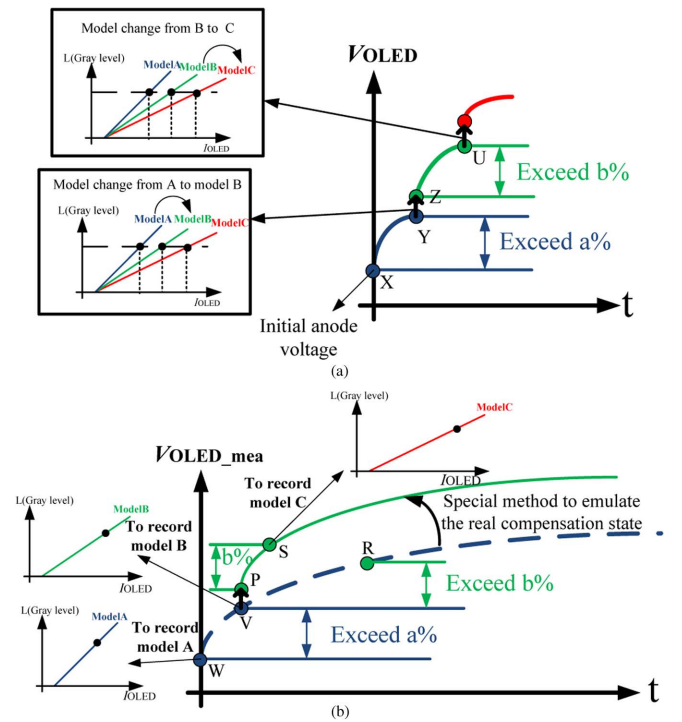 Model change from B to C
L(Gray level)
ModelA
ModelB
ModelC
IOLED
Model change from A to model B
L(Gray level)
ModelA
ModelB
ModelC
IOLED
VOLED
U
Exceed b%
Z
Y
Exceed a%
X
t
Initial anode
voltage
(a)
L(Gray level)
ModelC
IOLED
VOLED_mea
To record
model C
Special method to emulate
the real compensation state
L(Gray level)
ModelB
IOLED
To record
model B
b%
S
R
P
Exceed b%
V
L(Gray level)
ModelA
IOLED
To record
model A
Exceed a%
W
t
(b)